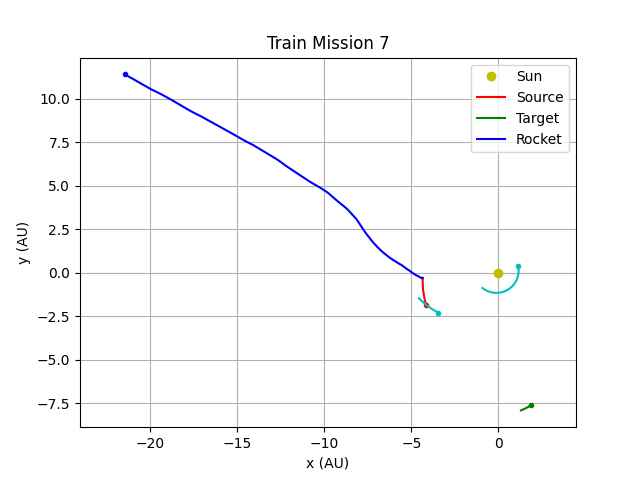 Train Mission 7
Sun
Source
Target
Rocket
y (AU)
10.0
7.5
5.0
2.5
0.0
−2.5
−5.0
−7.5
−20 −15 −10 −5 0
x (AU)